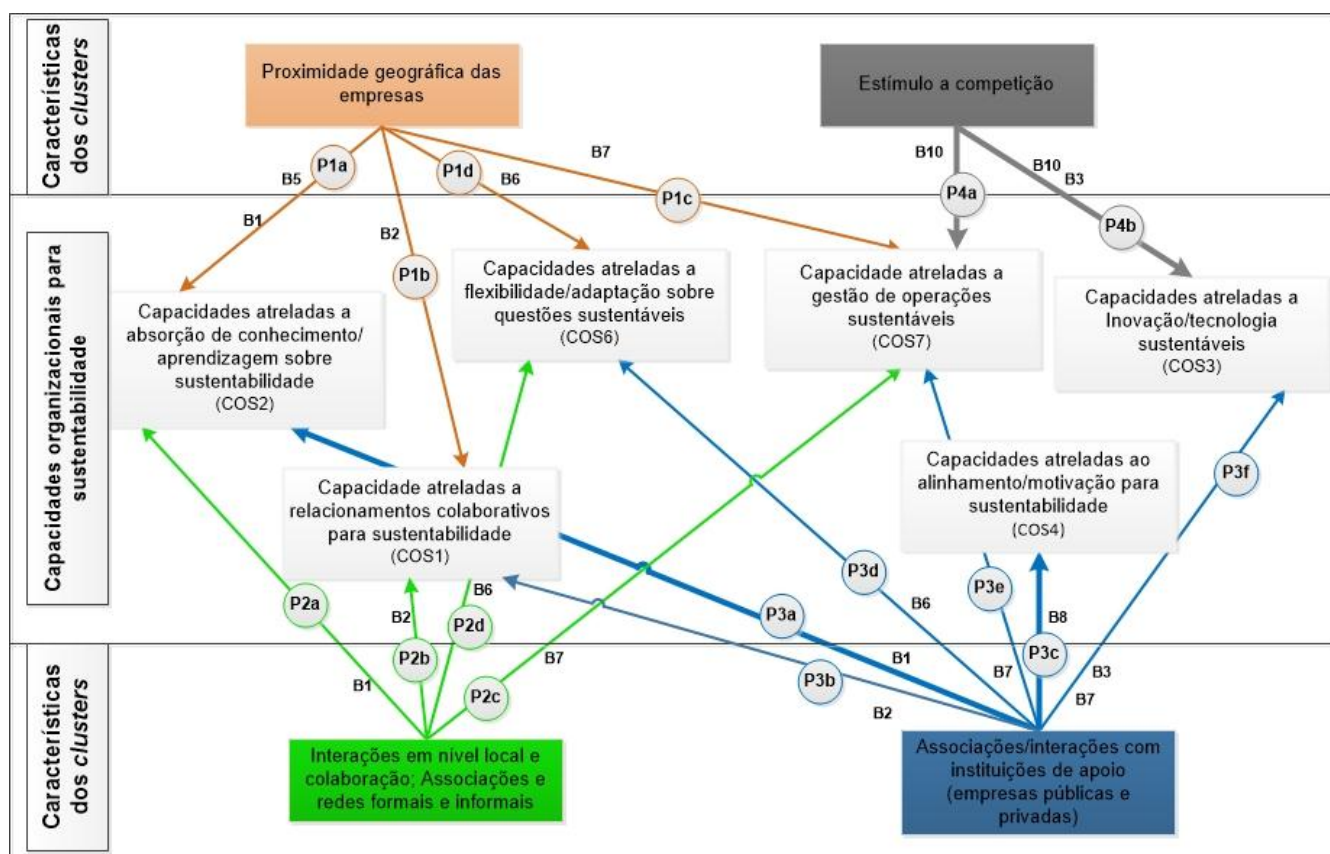 Características
dos clusters
Proximidade geográfica das
empresas
Estímulo a competição
P1a
P1d
B7
B10
B10
B5
B6
B3
P1c
P4a
B1
B2
P4b
P1b
Capacidades organizacionais para
sustentabilidade
Capacidades atreladas a
absorção de conhecimento/
aprendizagem sobre
sustentabilidade
(COS2)
Capacidades atreladas a
flexibilidade/adaptação sobre
questões sustentáveis
(COS6)
Capacidade atreladas a
gestão de operações
sustentáveis
(COS7)
Capacidades atreladas a
Inovação/tecnologia
sustentáveis
(COS3)
Capacidade atreladas a
relacionamentos colaborativos
para sustentabilidade
(COS1)
Capacidades atreladas ao
alinhamento/motivação para
sustentabilidade
(COS4)
P3f
P2a
B2
B6
P2d
P3a
P3d
B6
P3e
B8
P2b
B7
B1
B7
P3c
B3
B1
P2c
P3b
B2
B7
Características
dos clusters
Interações em nível local e
colaboração; Associações e
redes formais e informais
Associações/interações com
instituições de apoio
(empresas públicas e
privadas)